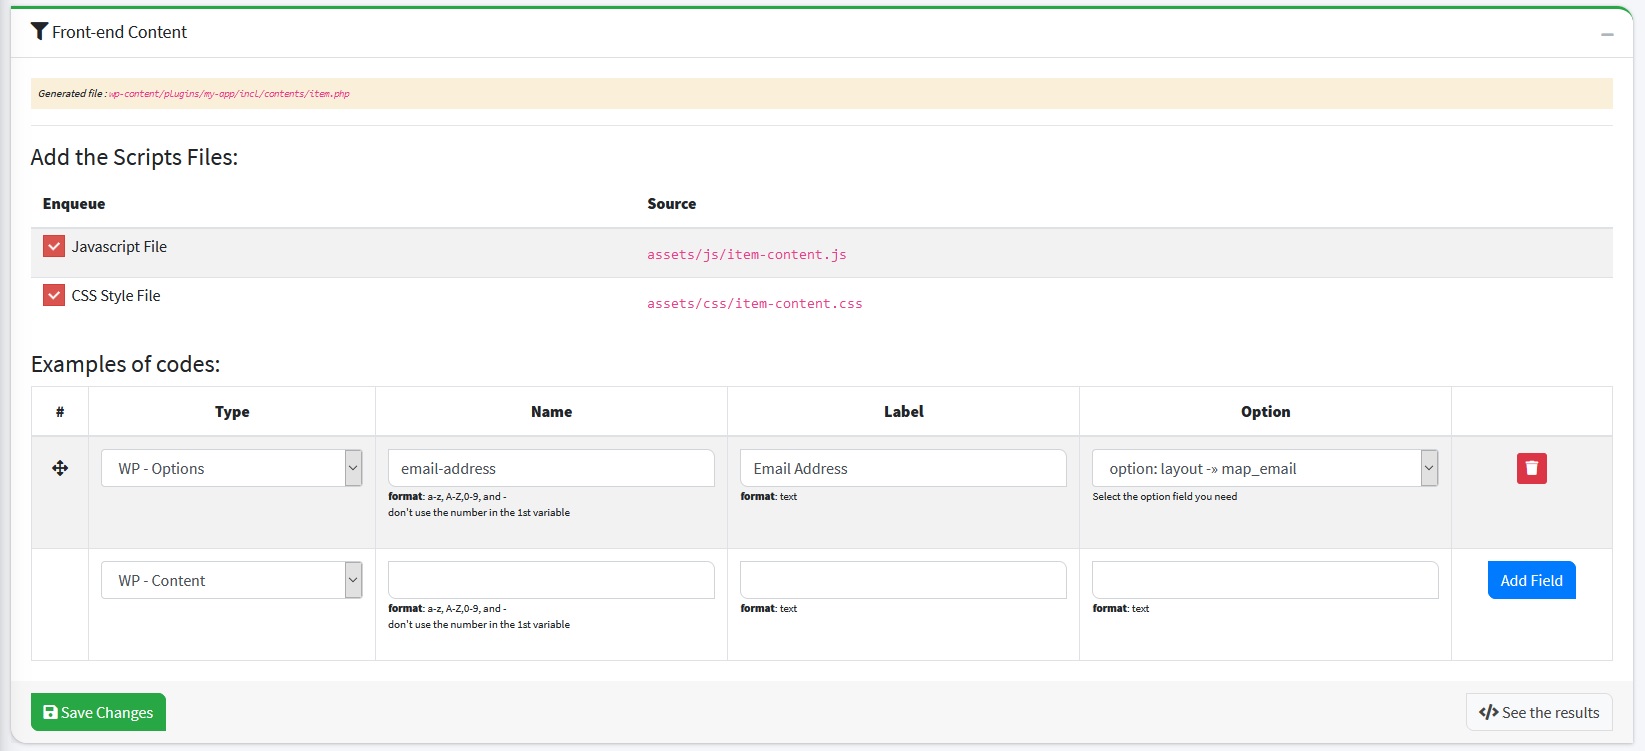 Front-end Content
Generated file : wp-content/plugins/my-app/incl/contents/item.php
Add the Scripts Files:
Enqueue Source
Javascript File assets/js/item-content.js
CSS Style File assets/css/item-content.css
Examples of codes:
# Type Name Label Option
WP - Options email-address Email Address option: layout -» map_email
format: a-z, A-Z,0-9, and - format: text Select the option field you need
don't use the number in the 1st variable
WP - Content Add Field
format: a-z, A-Z,0-9, and - format: text format: text
don't use the number in the 1st variable
Save Changes </> See the results